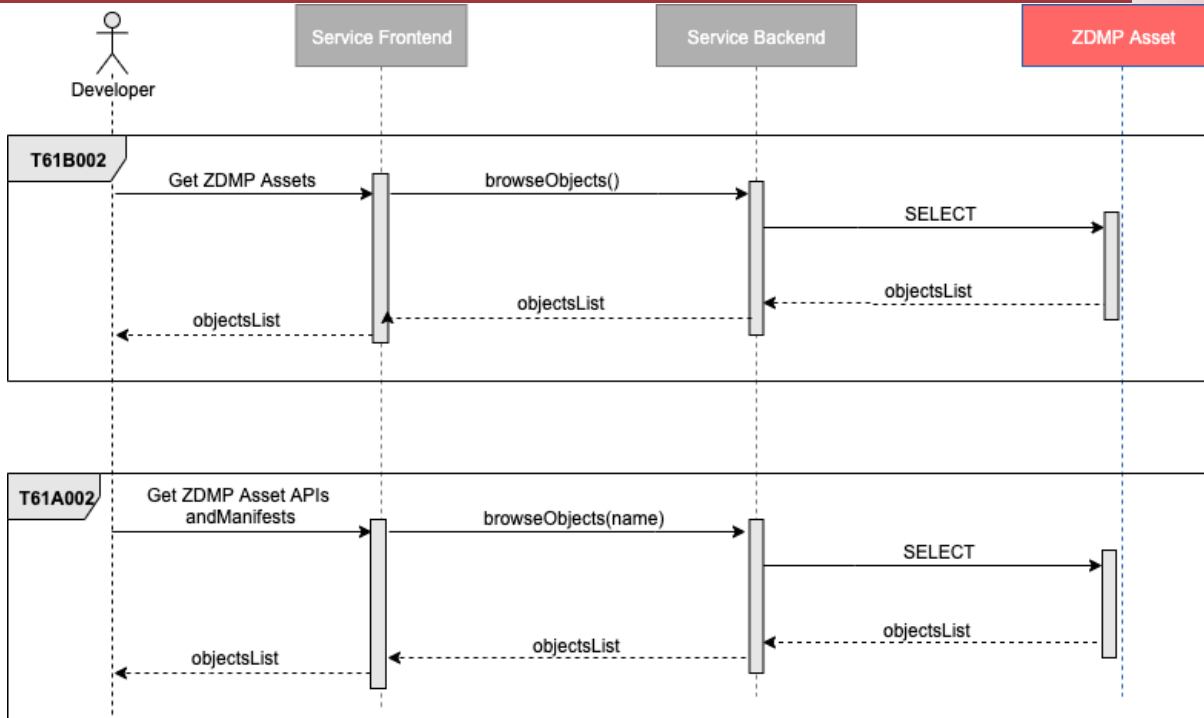 Service Frontend
Service Backend
ZDMP Asset
Developer
T61B002
Get ZDMP Assets
browseObjects()
SELECT
objectsList
objectsList
objectsList
T61A002
Get ZDMP Asset APIs
andManifests
browseObjects(name)
SELECT
objectsList
objectsList
objectsList